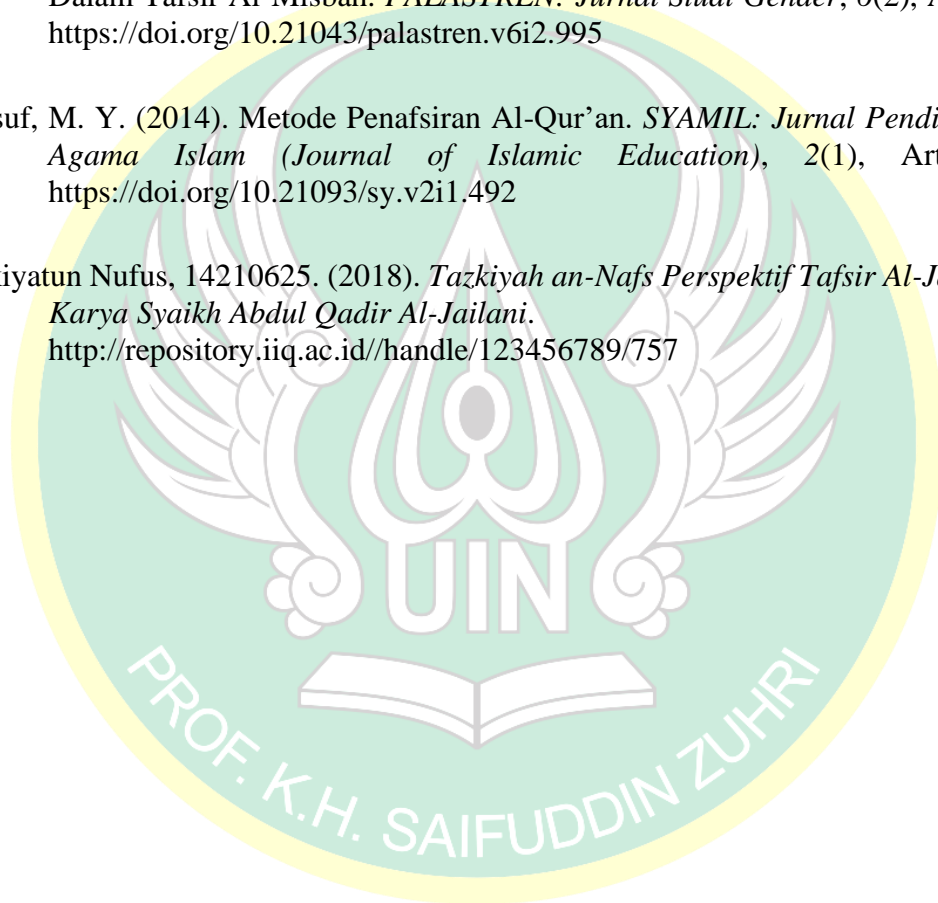 Dalam Tafsir Al-Misbah. PALASTREN: Jurnal Studi Gender, 6(2),
https://doi.org/10.21043/palastren.v6i2.995
suf, M. Y. (2014). Metode Penafsiran Al-Qur’an. SYAMIL: Jurnal Pendi
Agama Islam (Journal of Islamic Education), 2(1), Art
https://doi.org/10.21093/sy.v2i1.492
iyatun Nufus, 14210625. (2018). Tazkiyah an-Nafs Perspektif Tafsir Al-J
Karya Syaikh Abdul Qadir Al-Jailani.
http://repository.iiq.ac.id//handle/123456789/757
UIN
PROF. K.H. SAIFUDDIN ZUHRI